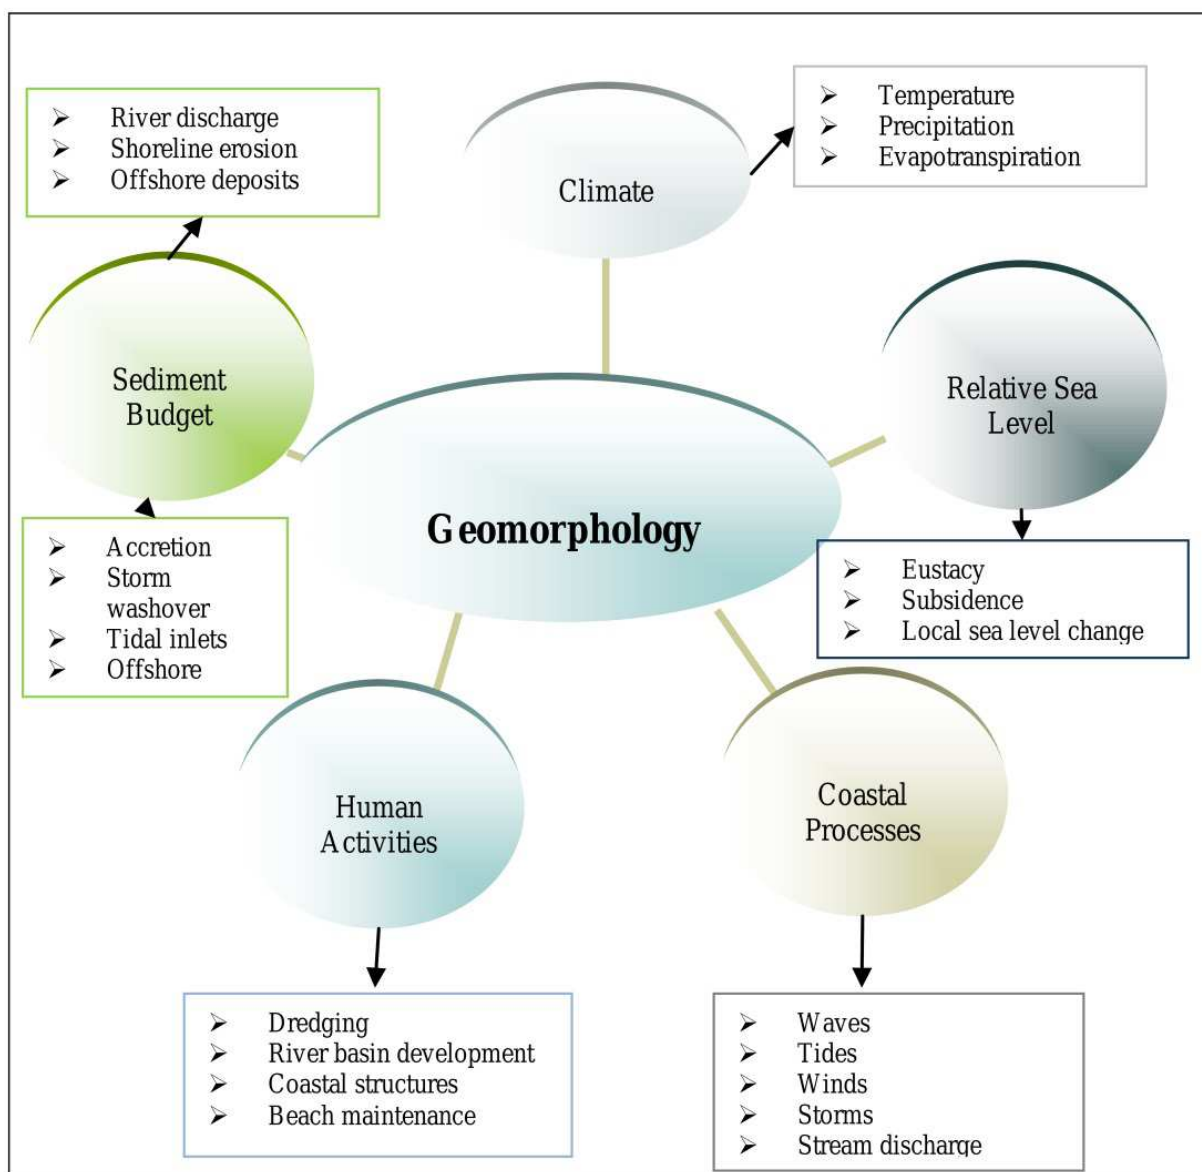 River discharge
Shoreline erosion
Offshore deposits
Temperature
Precipitation
Evapotranspiration
Climate
Sediment
Budget
Relative Sea
Level
Geomorphology
Accretion
Storm
washover
Tidal inlets
Offshore
Eustacy
Subsidence
Local sea level change
Human
Activities
Coastal
Processes
Dredging
River basin development
Coastal structures
Beach maintenance
Waves
Tides
Winds
Storms
Stream discharge